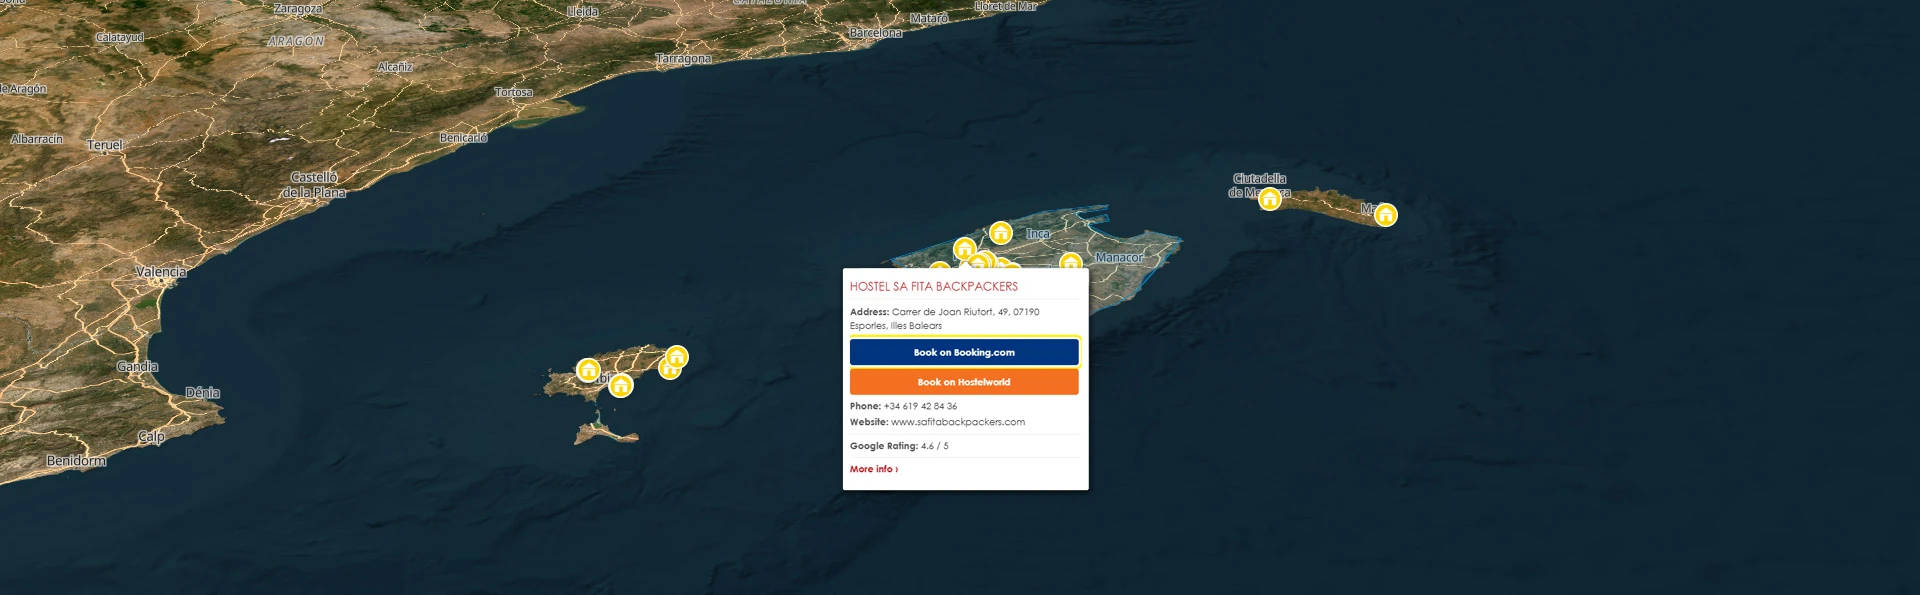 Zaragoza
Lleida
CATALONIA
Lloret de Mar
Mataró
Barcelona
Calatayud
ARAGÓN
Tarragona
Alcañiz
de Aragón
Tortosa
Albarracín
Teruel
Benicarló
Castelló
de la Plana
Ciutadella
de
Inca
Manacor
Valencia
Gandia
Dénia
Calp
Benidorm
HOSTEL SA FITA BACKPACKERS
Address: Carrer de Joan Riutort, 49, 07190
Esporles, Illes Balears
Book on Booking.com
Book on Hostelworld
Phone: +34 619 42 84 36
Website: www.safitabackpackers.com
Google Rating: 4.6 / 5
More info ›